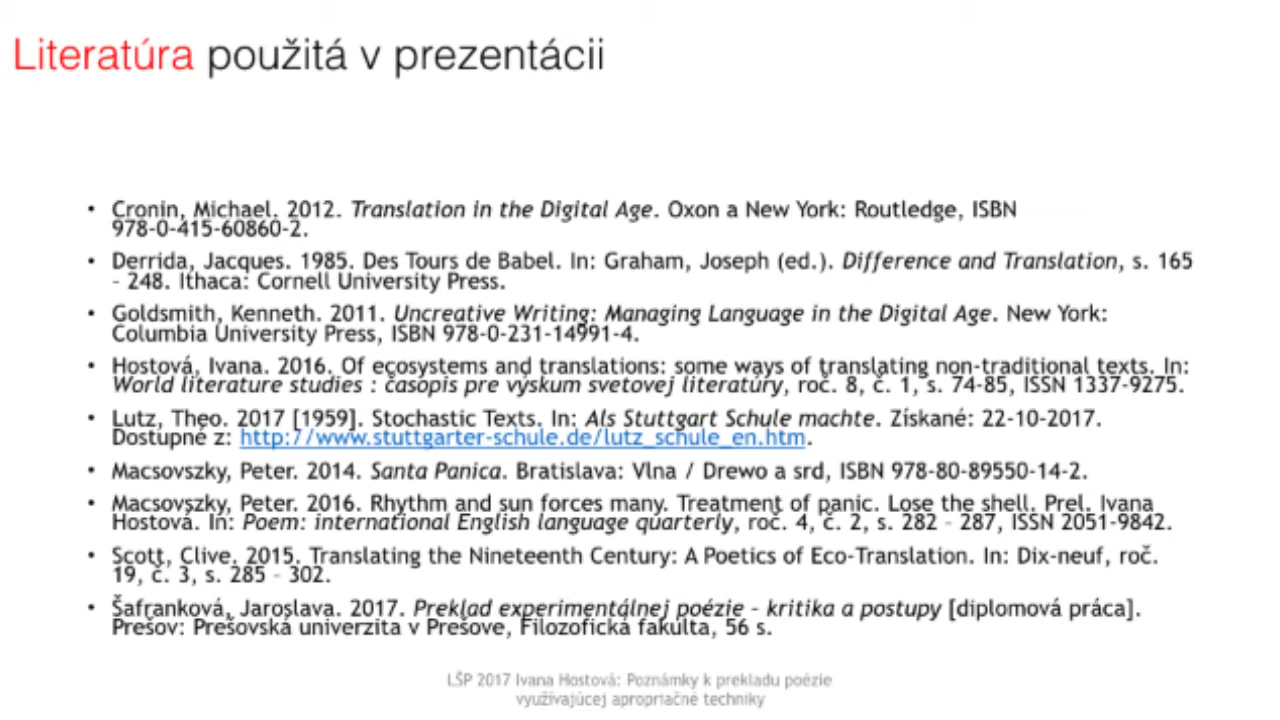 Literatúra použitá v prezentácii
• Cronin, Michael. 2012. Translation in the Digital Age. Oxon a New York: Routledge, ISBN
978-0-415-60860-2.
• Derrida, Jacques. 1985. Des Tours de Babel. In: Graham, Joseph (ed.). Difference and Translation, s. 165
– 248. Ithaca: Cornell University Press.
• Goldsmith, Kenneth. 2011. Uncreative Writing: Managing Language in the Digital Age. New York:
Columbia University Press, ISBN 978-0-231-14991-4.
• Hostová, Ivana. 2016. Of ecosystems and translations: some ways of translating non-traditional texts. In:
World literature studies : časopis pre výskum svetovej literatúry, roč. 8, č. 1, s. 74-85, ISSN 1337-9275.
• Lutz, Theo. 2017 [1959]. Stochastic Texts. In: Als Stuttgart Schule machte. Získané: 22-10-2017.
Dostupné z: http://www.stuttgarter-schule.de/lutz_schule_en.htm.
• Macsovszky, Peter. 2014. Santa Panica. Bratislava: Vlna / Drewo a srd, ISBN 978-80-89550-14-2.
• Macsovszky, Peter. 2016. Rhythm and sun forces many. Treatment of panic. Lose the shell. Prel. Ivana
Hostová. In: Poem: international English language quarterly, roč. 4, č. 2, s. 282 – 287, ISSN 2051-9842.
• Scott, Clive. 2015. Translating the Nineteenth Century: A Poetics of Eco-Translation. In: Dix-neuf, roč.
19, č. 3, s. 285 – 302.
• Šafranková, Jaroslava. 2017. Preklad experimentálnej poézie – kritika a postupy [diplomová práca].
Prešov: Prešovská univerzita v Prešove, Filozofická fakulta, 56 s.
LŠP 2017 Ivana Hostová: Poznámky k prekladu poézie
využívajúcej apropriačné techniky